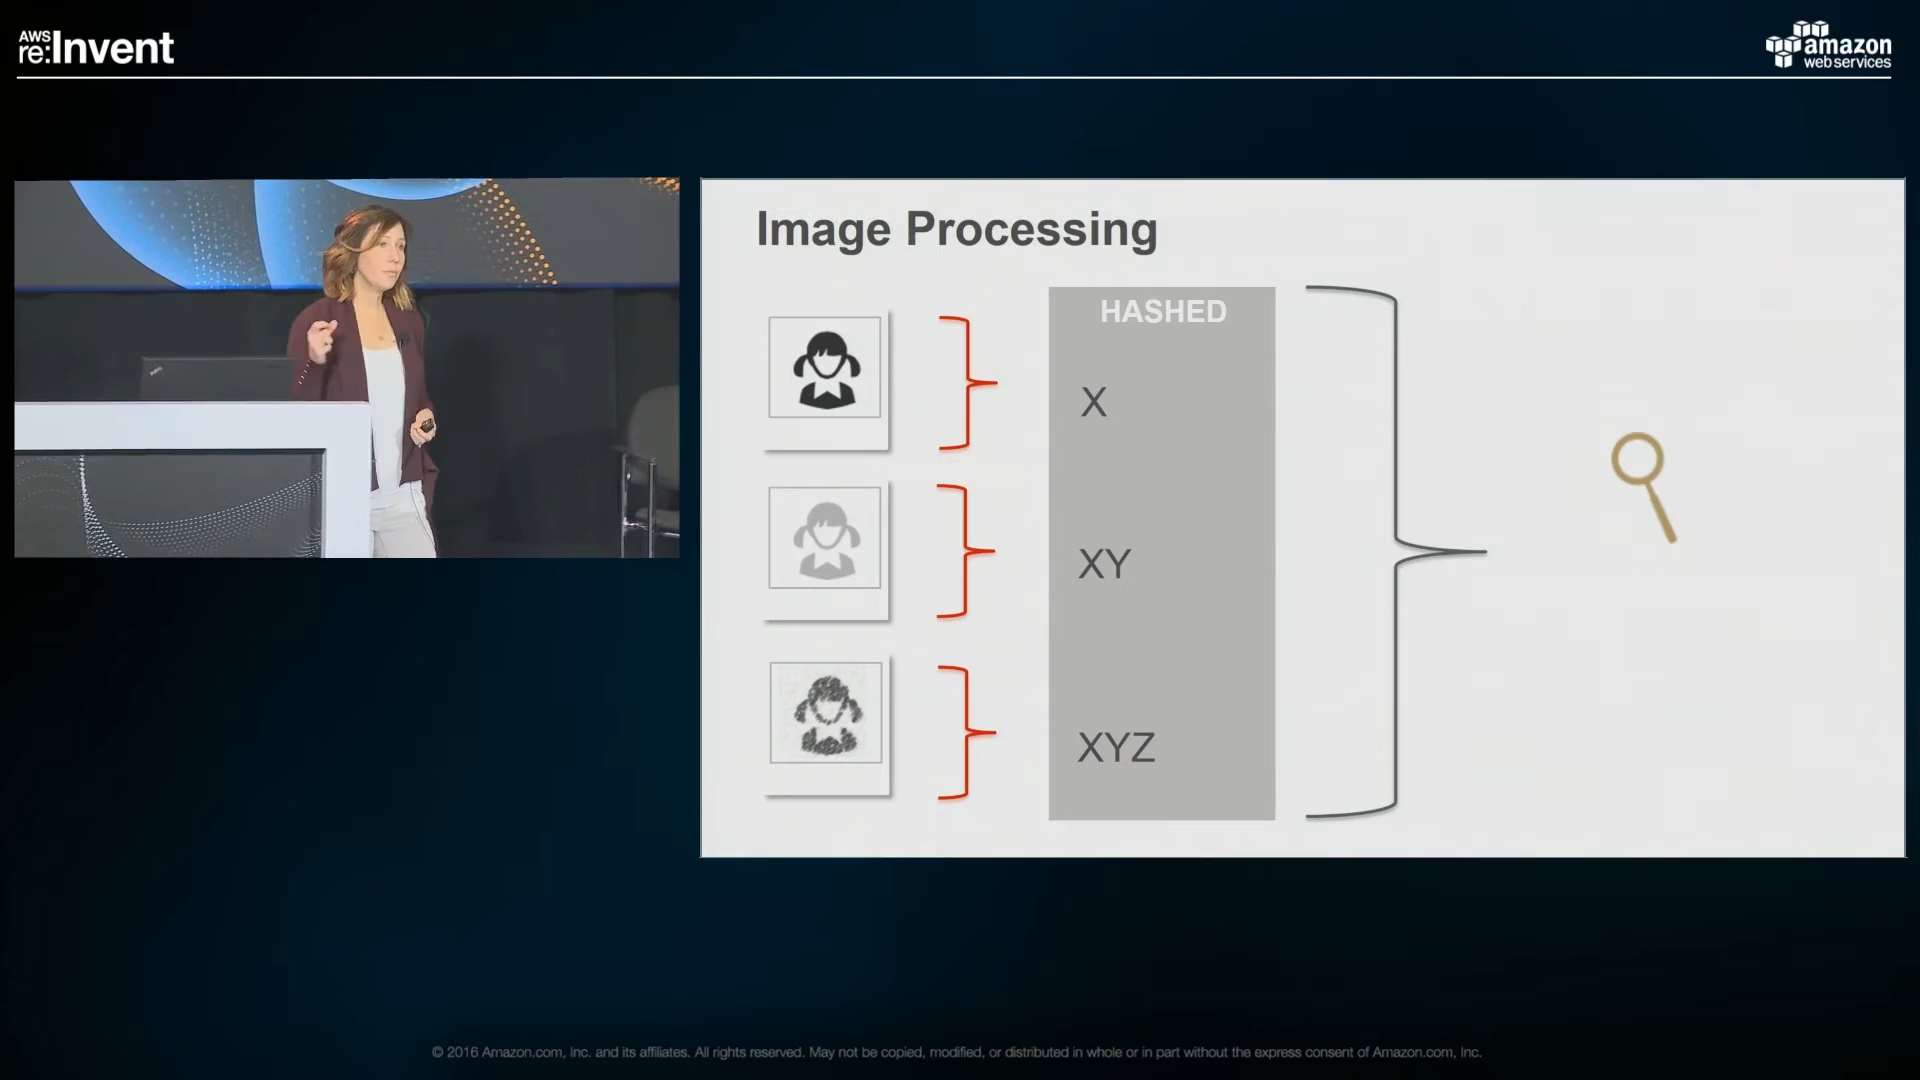 AWS
re:Invent
amazon
web services
Image Processing
HASHED
X
XY
XYZ
© 2016 Amazon.com, Inc. and its affiliates. All rights reserved. May not be copied, modified, or distributed in whole or in part without the express consent of Amazon.com, Inc.